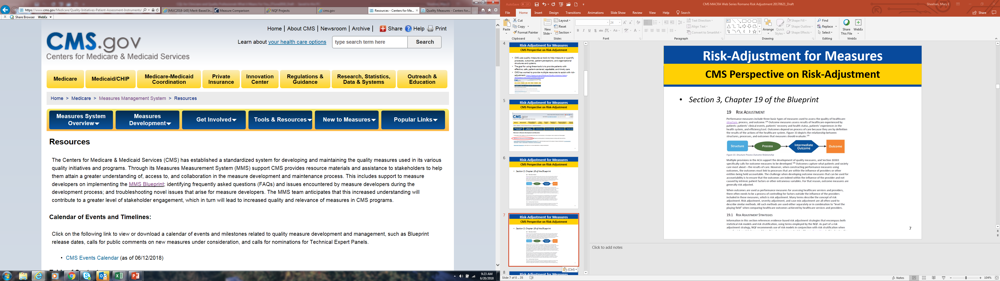 https://www.cms.gov/Medicare/Quality-Initiatives-Patient-Assessment-Instruments/
[MUC2018-145] Merit-Based In...
Measure Comparison
NQF Projects
cms.gov
Resources - Centers for Me...
Quality Measures - Centers for...
Share Browser WebEx
Home | About CMS | Newsroom | Archive | Share Help Print
CMS.gov
Centers for Medicare & Medicaid Services
Learn about your health care options
type search term here
Search
Medicare
Medicaid/CHIP
Medicare-Medicaid Coordination
Private Insurance
Innovation Center
Regulations & Guidance
Research, Statistics, Data & Systems
Outreach & Education
Home > Medicare > Measures Management System > Resources
Measures System Overview
Measures Development
Get Involved
Tools & Resources
New to Measures
Popular Links
Resources
The Centers for Medicare & Medicaid Services (CMS) has established a standardized system for developing and maintaining the quality measures used in its various
quality initiatives and programs. Through its Measures Measurement System (MMS) support CMS provides resource materials and assistance to stakeholders to help
them attain a greater understanding of, access to, and collaboration in the measure development and maintenance process. This includes support to measure
developers on implementing the MMS Blueprint; identifying frequently asked questions (FAQs) and issues encountered by measure developers during the
development process; and troubleshooting novel issues that arise for measure developers. The MMS team anticipates that this increased understanding will
contribute to a greater level of stakeholder engagement, which in turn will lead to increased quality and relevance of measures in CMS programs.
Calendar of Events and Timelines:
Click on the following link to view or download a calendar of events and milestones related to quality measure development and management, such as Blueprint
release dates, calls for public comments on new measures under consideration, and calls for nominations for Technical Expert Panels.
• CMS Events Calendar (as of 06/12/2018)
9:23 AM
6/20/2018
AutoSave Off
CMS MACRA Web Series Romano Risk Adjustment 20170621_Draft
Sheehan, Mary E
File Home Insert Design Transitions Animations Slide Show Review View Help Search
Share
Paste
Cut
Copy
Format Painter
Clipboard
New Slide
Layout
Reset
Section
Slides
24
Font
Paragraph
Text Direction
Align Text
Convert to SmartArt
Arrange
Quick Styles
Shape Fill
Shape Outline
Shape Effects
Drawing
Find
Replace
Select
Editing
Share This File
WebEx
WebEx
4
Risk-Adjustment for Measures
CMS Perspective on Risk-Adjustment
• CMS uses quality measures as tools to help measure or quantify
processes, outcomes, patient perceptions, and organizational
structures and systems.
• The goal for using these tools is to provide patients with
effective, safe, patient-centered, equitable, and timely care.
• CMS has worked to provide multiple resources to assist with risk-
adjustment:
5
Risk-Adjustment for Measures
CMS Perspective on Risk-Adjustment
CMS.gov
6
Risk-Adjustment for Measures
CMS Perspective on Risk-Adjustment
• Section 3, Chapter 19 of the Blueprint
7
Risk-Adjustment for Measures
CMS Perspective on Risk-Adjustment
• Section 3, Chapter 19 of the Blueprint
(Ctrl)
8
Risk-Adjustment for Measures
Risk-Adjustment for Measures
CMS Perspective on Risk-Adjustment
• Section 3, Chapter 19 of the Blueprint
19 RISK ADJUSTMENT
Performance measures include three basic types of measures used to assess the quality of healthcare:
structure, process, and outcome.104 Outcome measures assess results of healthcare experienced by
patients: patients' clinical events, patients' recovery and health status, patients' experiences in the
health system, and efficiency/cost. Outcomes depend on process of care because they are by definition
the results of the actions of the healthcare system. Figure 33 depicts the relationship between
structures, processes, and outcomes that measures should evaluate.105
Structure
Process
Intermediate Outcome
Outcome
Figure 33. Structure Process Outcome Relationship
Multiple provisions in the ACA support the development of quality measures, and Section 10303
specifically calls for outcome measures to be developed.106 Outcomes capture what patients and society
care most about—the results of care. However, when constructing performance measures using
outcomes, the outcomes must link to processes that are within the influence of providers or other
entities being held accountable. The challenge when developing outcome measures that can be used for
accountability is to ensure that the outcomes are indeed within the influence of the provider and not
caused by intrinsic patient factors or other extraneous variables. For that reason, outcome measures are
generally risk adjusted.
When outcomes are used as performance measures for assessing healthcare services and providers,
there often needs to be a process of controlling for factors outside the influence of the providers
included in those measures, which is risk adjustment. Many terms describe the concept of risk
adjustment. Risk adjustment, severity adjustment, and case-mix adjustment are all often used to
describe similar methods. All such methods are used either separately or in combination to "level the
playing field" when comparing healthcare outcomes achieved by healthcare services and providers.
19.1 RISK ADJUSTMENT STRATEGIES
Information in this section references evidence-based risk adjustment strategies that encompass both
statistical risk models and risk stratification, using terms employed by the NQF. As part of a risk
adjustment strategy, NQF recommends use of risk models in conjunction with risk stratification when
7
Click to add notes
Slide 7 of 0 .. 35
Notes
104%